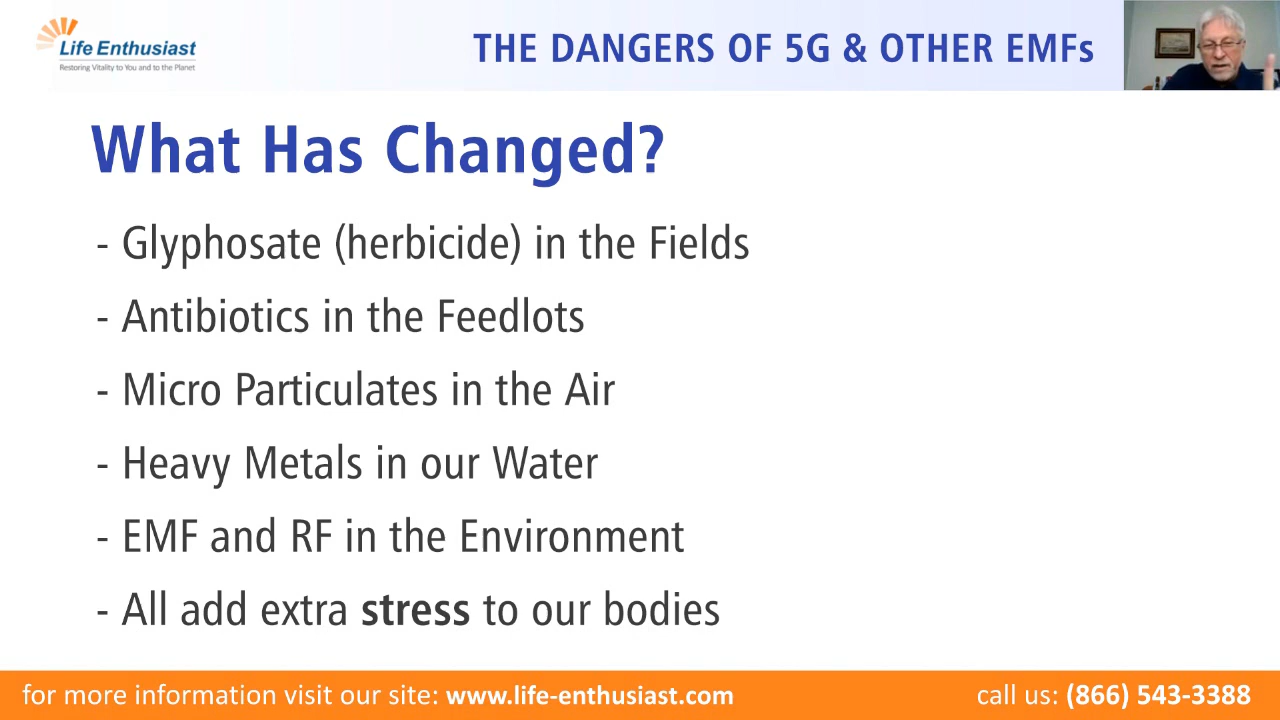 Life Enthusiast
Restoring Vitality to You and to the Planet
THE DANGERS OF 5G & OTHER EMFs
What Has Changed?
- Glyphosate (herbicide) in the Fields
- Antibiotics in the Feedlots
- Micro Particulates in the Air
- Heavy Metals in our Water
- EMF and RF in the Environment
- All add extra stress to our bodies
for more information visit our site: www.life-enthusiast.com
call us: (866) 543-3388